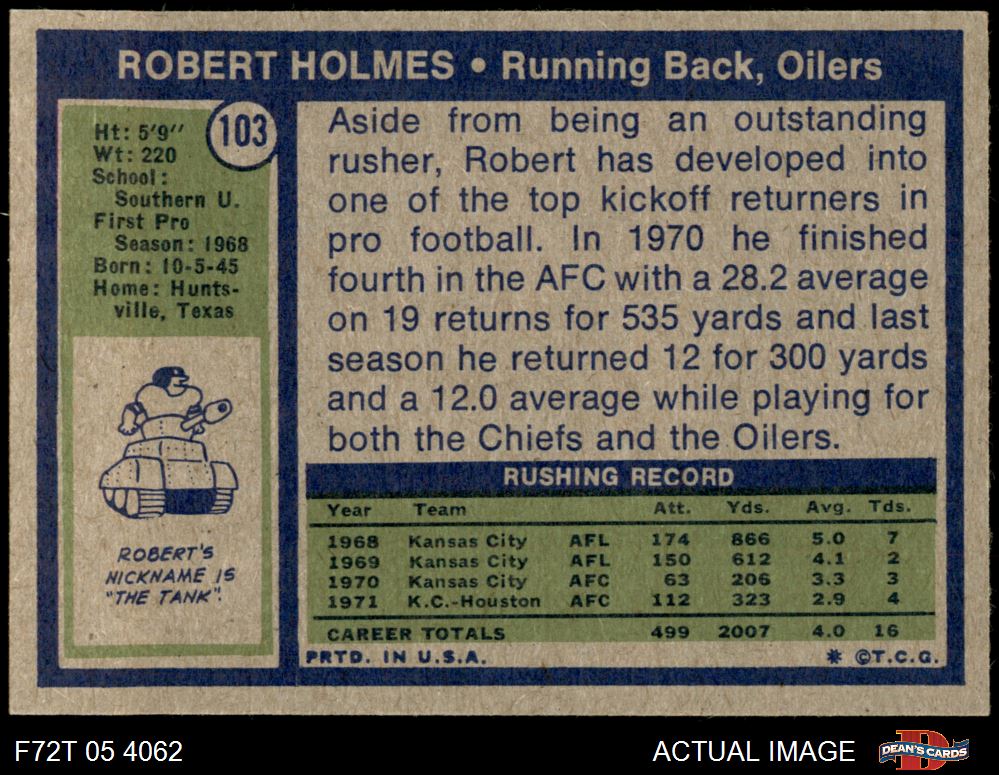 ROBERT HOLMES • Running Back, Oilers
103
Ht: 5'9"
Wt: 220
School:
Southern U.
First Pro
Season: 1968
Born: 10-5-45
Home: Hunts-
ville, Texas
ROBERT'S
NICKNAME IS
"THE TANK".
Aside from being an outstanding
rusher, Robert has developed into
one of the top kickoff returners in
pro football. In 1970 he finished
fourth in the AFC with a 28.2 average
on 19 returns for 535 yards and last
season he returned 12 for 300 yards
and a 12.0 average while playing for
both the Chiefs and the Oilers.
RUSHING RECORD
Year Team Att. Yds. Avg. Tds.
1968 Kansas City AFL 174 866 5.0 7
1969 Kansas City AFL 150 612 4.1 2
1970 Kansas City AFC 63 206 3.3 3
1971 K.C.-Houston AFC 112 323 2.9 4
CAREER TOTALS 499 2007 4.0 16
PRTD. IN U.S.A. * ©T.C.G.
F72T 05 4062 ACTUAL IMAGE DEAN'S CARDS